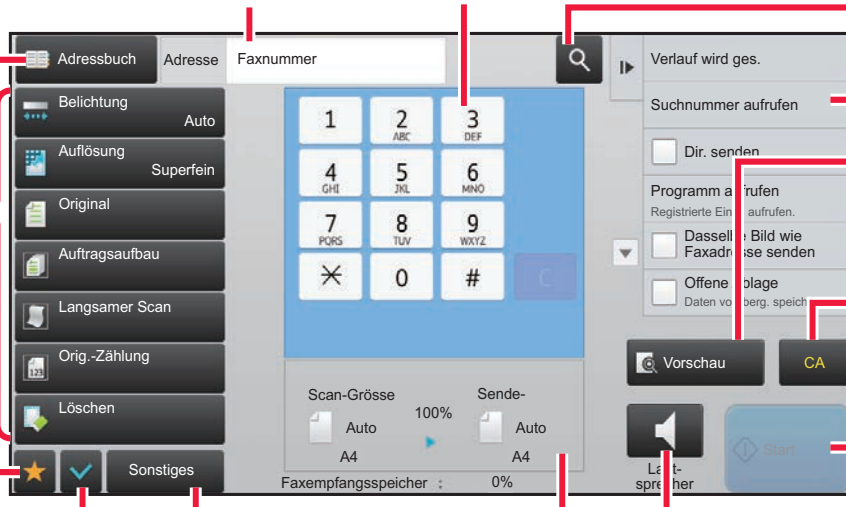 Adressbuch
Adresse
Faxnummer
Belichtung
Auto
Auflösung
Superfein
Original
Auftragsaufbau
Langsamer Scan
Orig.-Zählung
123
Löschen
Sonstiges
1
2
ABC
3
DEF
4
GHI
5
JKL
6
MNO
7
PQRS
8
TUV
9
WXYZ
0
#
C
Scan-Grösse
100%
Sende-
Auto
Auto
A4
A4
Faxempfangsspeicher : 0%
Verlauf wird ges.
Suchnummer aufrufen
Dir. senden
Programm aufrufen
Registrierte Einst. aufrufen.
Dasselbe Bild wie
Faxadresse senden
Offene Ablage
Daten vorüberg. speich
Vorschau
CA
Laut-
sprecher
Start